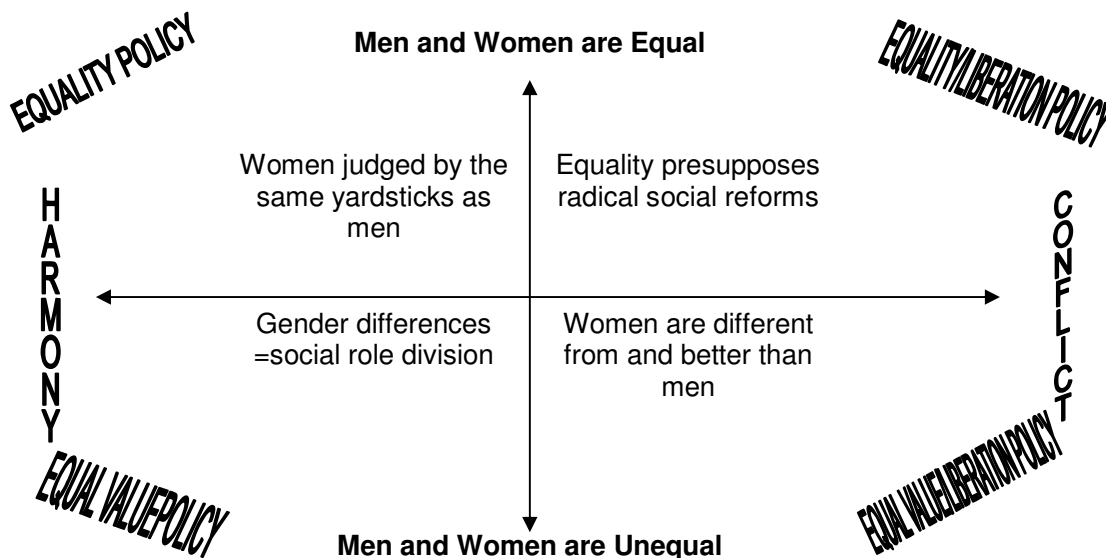 EQUALITY POLICY
Men and Women are Equal
EQUALITY/LIBERATION POLICY
Women judged by the
same yardsticks as
men
Equality presupposes
radical social reforms
HARMONY
CONFLICT
Gender differences
=social role division
Women are different
from and better than
men
EQUAL VALUEPOLICY
EQUAL VALUE/LIBERATION POLICY
Men and Women are Unequal